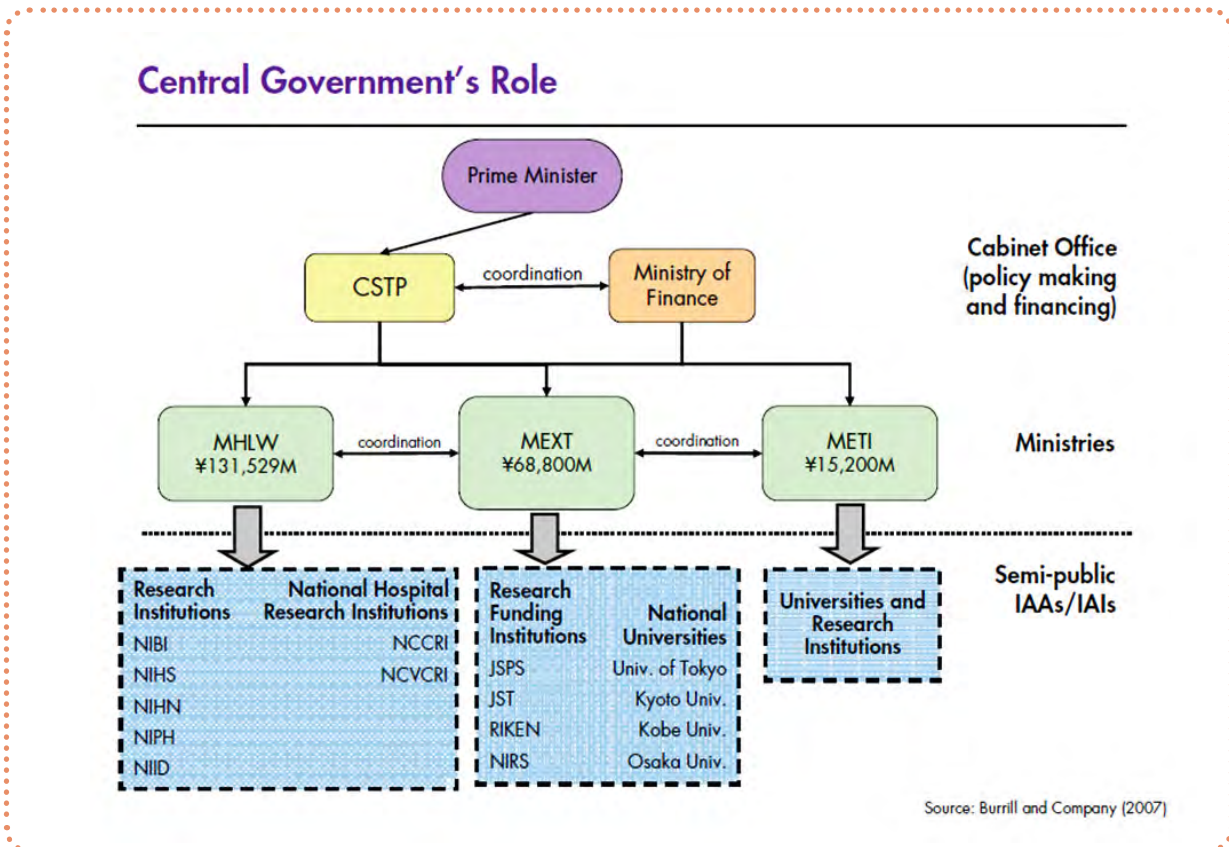 Central Government's Role
Prime Minister
CSTP
coordination
Ministry of
Finance
Cabinet Office
(policy making
and financing)
MHLW
¥131,529M
coordination
MEXT
¥68,800M
coordination
METI
¥15,200M
Ministries
Research
Institutions
NIBI
NIHS
NIHN
NIPH
NIID
National Hospital
Research Institutions
NCCRI
NCVCRI
Research
Funding
Institutions
JSPS
JST
RIKEN
NIRS
National
Universities
Univ. of Tokyo
Kyoto Univ.
Kobe Univ.
Osaka Univ.
Universities and
Research
Institutions
Semi-public
IAAs/IAIs
Source: Burrill and Company (2007)